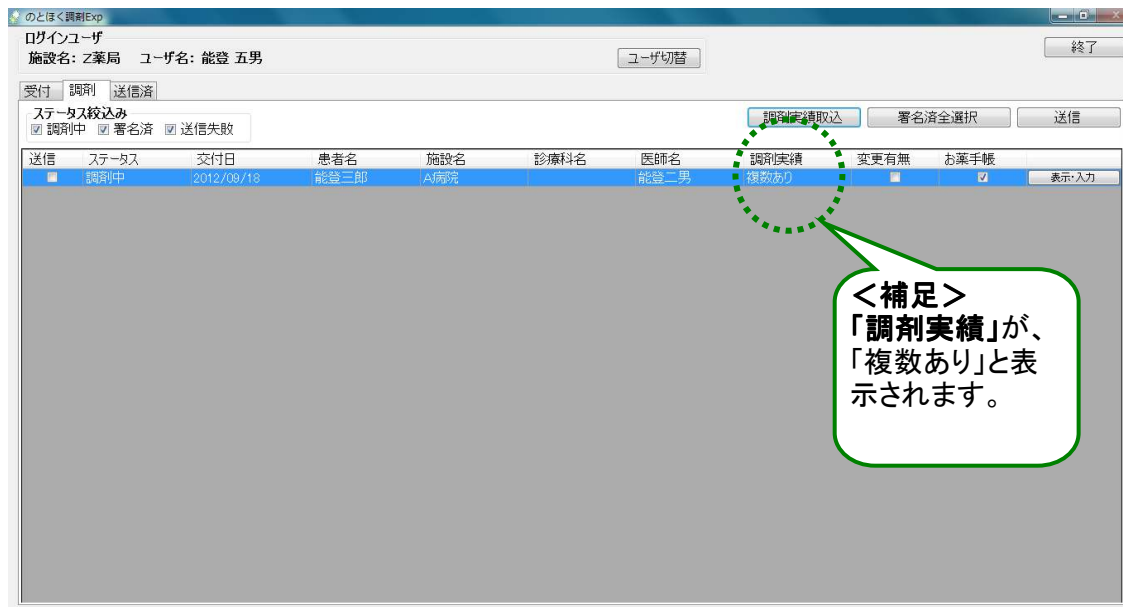 のとほく調剤Exp
ログインユーザ
施設名: Z薬局 ユーザ名: 能登 五男
ユーザ切替
終了
受付 調剤 送信済
ステータス絞込み
調剤中 署名済 送信失敗
調剤実績取込 署名済全選択 送信
送信 ステータス 交付日 患者名 施設名 診療科名 医師名 調剤実績 変更有無 お薬手帳
調剤中 2012/09/18 能登三郎 A病院 能登二男 複数あり 表示・入力
＜補足＞
「調剤実績」が、
「複数あり」と表
示されます。